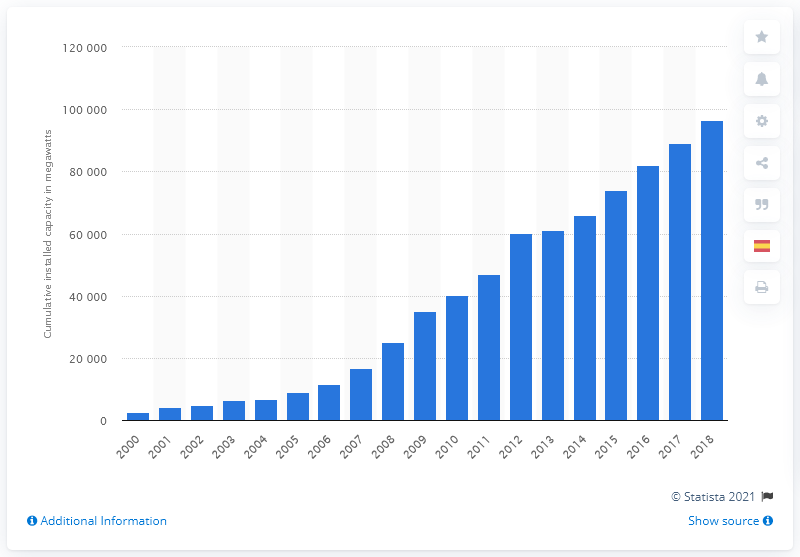 120 000
100 000
80 000
60 000
40 000
20 000
0
Cumulative installed capacity in megawatts
2000 2001 2002 2003 2004 2005 2006 2007 2008 2009 2010 2011 2012 2013 2014 2015 2016 2017 2018
© Statista 2021
Additional Information Show source